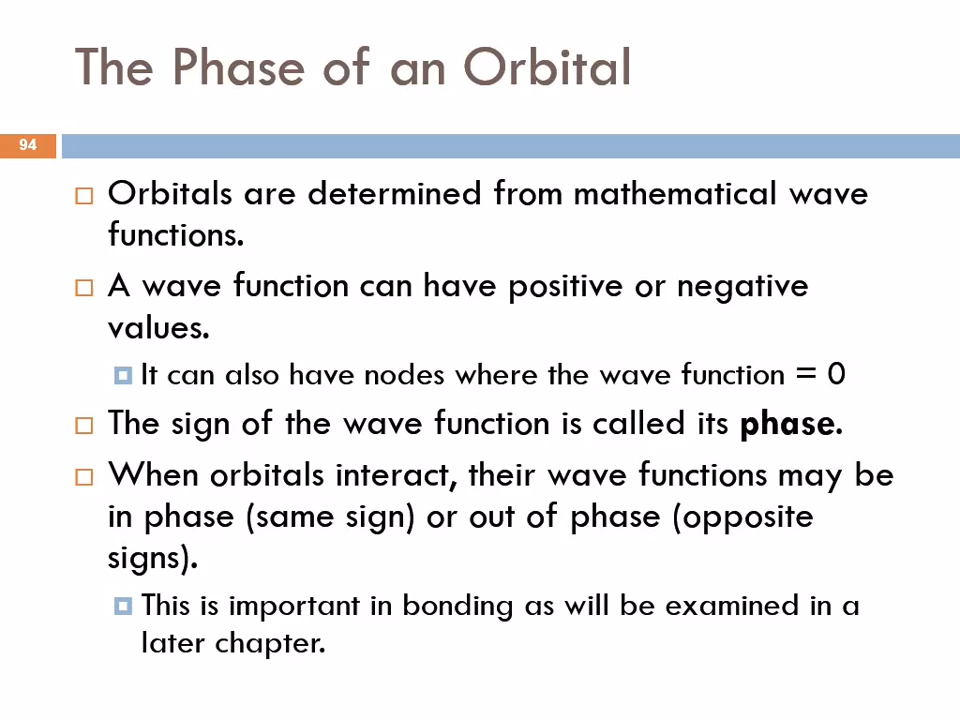 The Phase of an Orbital
94
Orbitals are determined from mathematical wave
functions.
A wave function can have positive or negative
values.
It can also have nodes where the wave function = 0
The sign of the wave function is called its phase.
When orbitals interact, their wave functions may be
in phase (same sign) or out of phase (opposite
signs).
This is important in bonding as will be examined in a
later chapter.